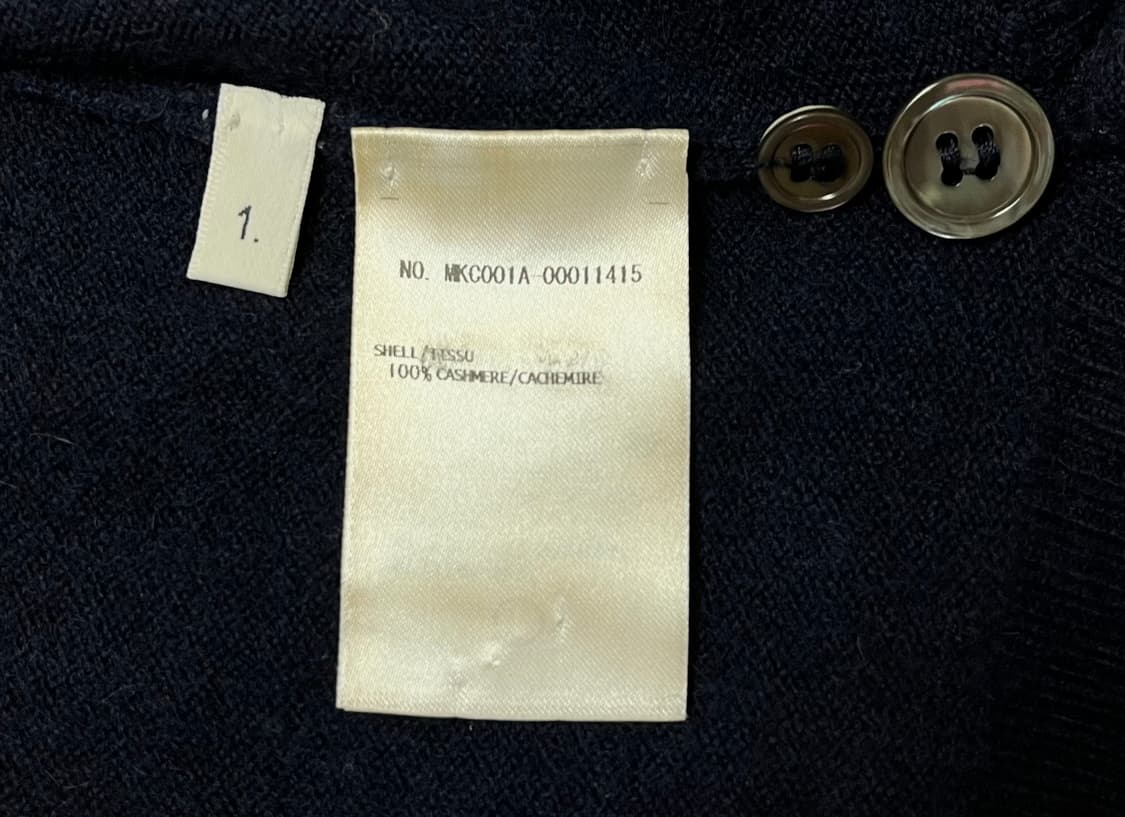 1.
NO. MKC001A-00011415
SHELL/TISSU
100% CASHMERE/CACHEMIRE